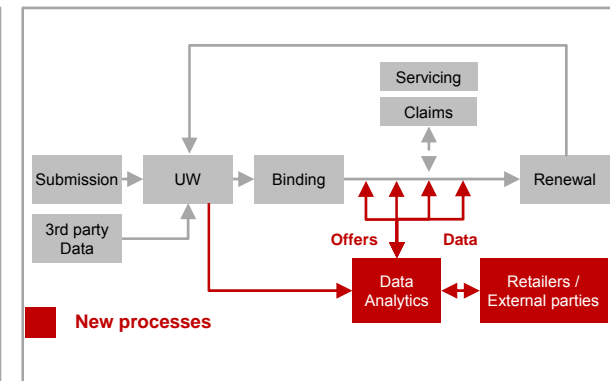 Servicing
Claims
Submission
UW
Binding
Renewal
3rd party
Data
Offers
Data
Data
Analytics
Retailers /
External parties
New processes